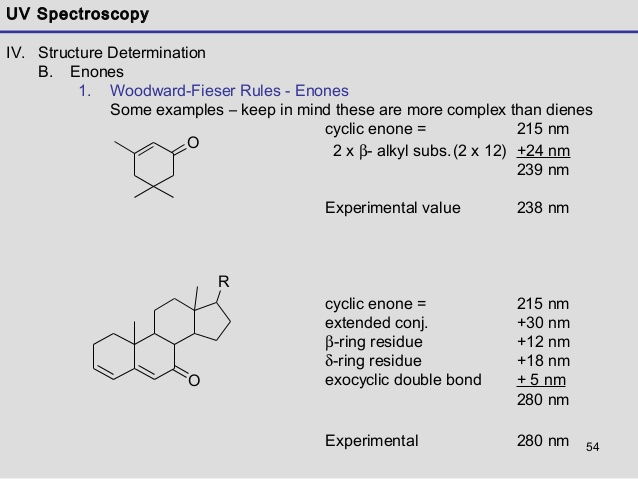 UV Spectroscopy
IV. Structure Determination
B. Enones
1. Woodward-Fieser Rules - Enones
Some examples – keep in mind these are more complex than dienes
cyclic enone = 215 nm
2 x β- alkyl subs.(2 x 12) +24 nm
239 nm
Experimental value 238 nm
O
R
O
cyclic enone = 215 nm
extended conj. +30 nm
β-ring residue +12 nm
δ-ring residue +18 nm
exocyclic double bond + 5 nm
280 nm
Experimental 280 nm
54